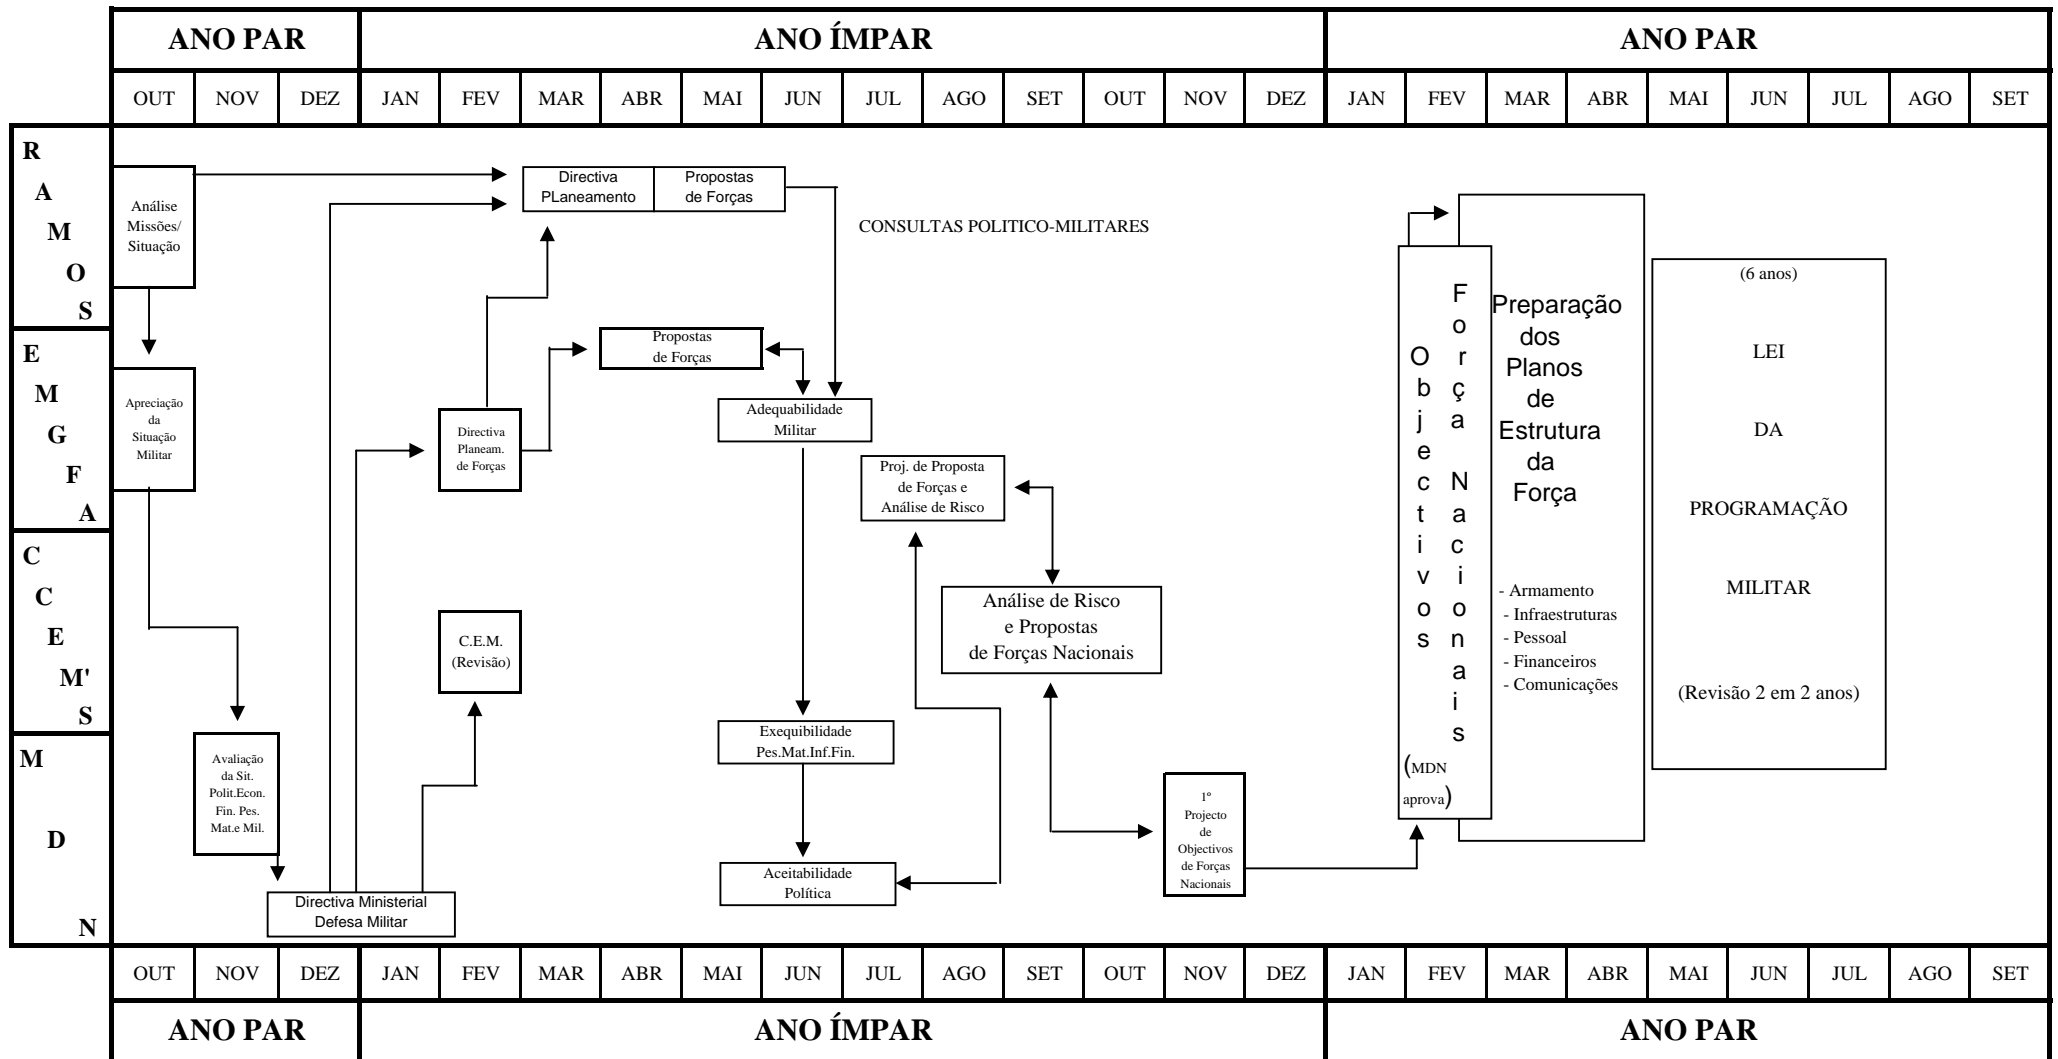 ANO PAR
ANO ÍMPAR
ANO PAR
OUT NOV DEZ JAN FEV MAR ABR MAI JUN JUL AGO SET OUT NOV DEZ JAN FEV MAR ABR MAI JUN JUL AGO SET
RAMOS
Análise
Missões/
Situação
Directiva
PLaneamento
Propostas
de Forças
CONSULTAS POLITICO-MILITARES
EMGFA
Apreciação
da
Situação
Militar
Directiva
Planeam.
de Forças
Propostas
de Forças
Adequabilidade
Militar
Proj. de Proposta
de Forças e
Análise de Risco
CCEM'S
C.E.M.
(Revisão)
Análise de Risco
e Propostas
de Forças Nacionais
Exequibilidade
Pes.Mat.Inf.Fin.
MDN
Avaliação
da Sit.
Polit.Econ.
Fin. Pes.
Mat.e Mil.
Directiva Ministerial
Defesa Militar
Aceitabilidade
Política
1º
Projecto
de
Objectivos
de Forças
Nacionais
Objectivos
Força Nacionais
(MDN
aprova)
Preparação
dos
Planos
de
Estrutura
da
Força
- Armamento
- Infraestruturas
- Pessoal
- Financeiros
- Comunicações
(6 anos)
LEI
DA
PROGRAMAÇÃO
MILITAR
(Revisão 2 em 2 anos)
OUT NOV DEZ JAN FEV MAR ABR MAI JUN JUL AGO SET OUT NOV DEZ JAN FEV MAR ABR MAI JUN JUL AGO SET
ANO PAR
ANO ÍMPAR
ANO PAR